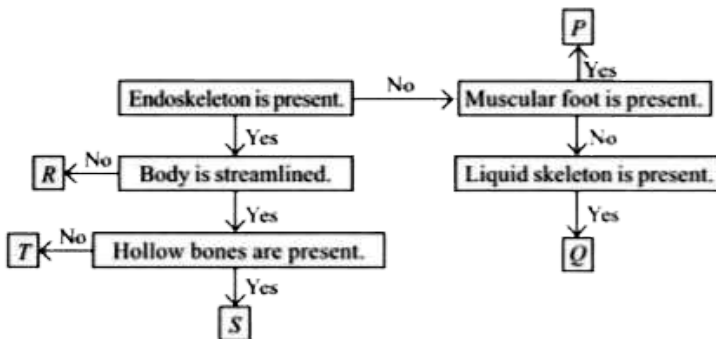 P
Yes
No
Endoskeleton is present.
Muscular foot is present.
Yes
No
No
R
Body is streamlined.
Liquid skeleton is present.
Yes
Yes
No
T
Hollow bones are present.
Q
Yes
S